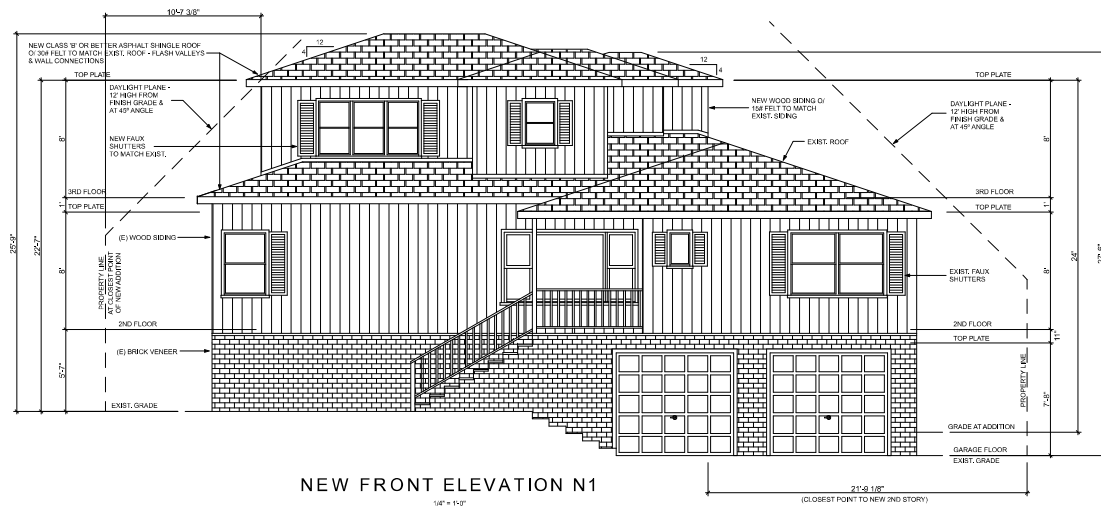 10'-7 3/8"
NEW CLASS 'B' OR BETTER ASPHALT SHINGLE ROOF
O/ 30# FELT TO MATCH EXIST. ROOF - FLASH VALLEYS
& WALL CONNECTIONS
12
4
12
4
TOP PLATE
TOP PLATE
DAYLIGHT PLANE -
12' HIGH FROM
FINISH GRADE &
AT 45° ANGLE
NEW WOOD SIDING O/
15# FELT TO MATCH
EXIST. SIDING
DAYLIGHT PLANE -
12' HIGH FROM
FINISH GRADE &
AT 45° ANGLE
NEW FAUX
SHUTTERS
TO MATCH EXIST.
EXIST. ROOF
8'
8'
3RD FLOOR
3RD FLOOR
1'
1'
TOP PLATE
TOP PLATE
25'-9"
22'-7"
24'
(E) WOOD SIDING
PROPERTY LINE
AT CLOSEST POINT
OF NEW ADDITION
8'
8'
EXIST. FAUX
SHUTTERS
2ND FLOOR
2ND FLOOR
TOP PLATE
11"
(E) BRICK VENEER
5'-7"
7'-8"
PROPERTY LINE
EXIST. GRADE
GRADE AT ADDITION
GARAGE FLOOR
EXIST. GRADE
NEW FRONT ELEVATION N1
1/4" = 1'-0"
21'-9 1/8"
(CLOSEST POINT TO NEW 2ND STORY)